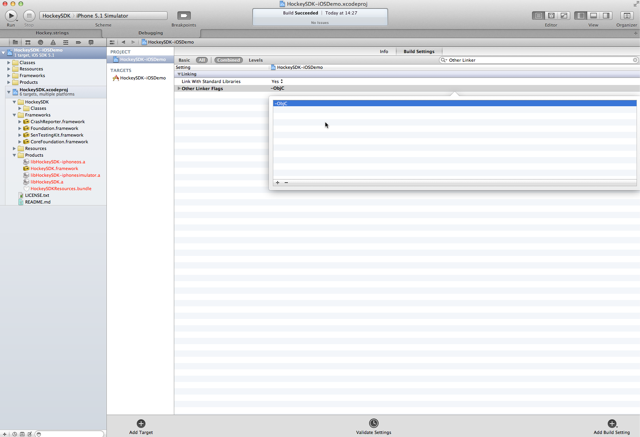 HockeySDK-iOSDemo.xcodeproj
HockeySDK iPhone 5.1 Simulator
Build Succeeded | Today at 14:27
No issues
Run Stop Scheme Breakpoints Editor View Organizer
Hockey.strings Debugging
HockeySDK-iOSDemo
1 target, iOS SDK 5.1
Classes
Ressources
Frameworks
Products
HockeySDK.xcodeproj
6 targets, multiple platforms
HockeySDK
Classes
Frameworks
CrashReporter.framework
Foundation.framework
SenTestingKit.framework
CoreFoundation.framework
Resources
Products
libHockeySDK-iphoneos.a
HockeySDK.framework
libHockeySDK-iphonesimulator.a
libHockeySDK.a
HockeySDKResources.bundle
LICENSE.txt
README.md
HockeySDK-iOSDemo
PROJECT
HockeySDK-iOSDemo
TARGETS
HockeySDK-iOSDemo
Info Build Settings
Basic All Combined Levels
Other Linker
Setting HockeySDK-iOSDemo
Linking
Link With Standard Libraries Yes
Other Linker Flags -ObjC
-ObjC
+ −
Add Target Validate Settings Add Build Setting